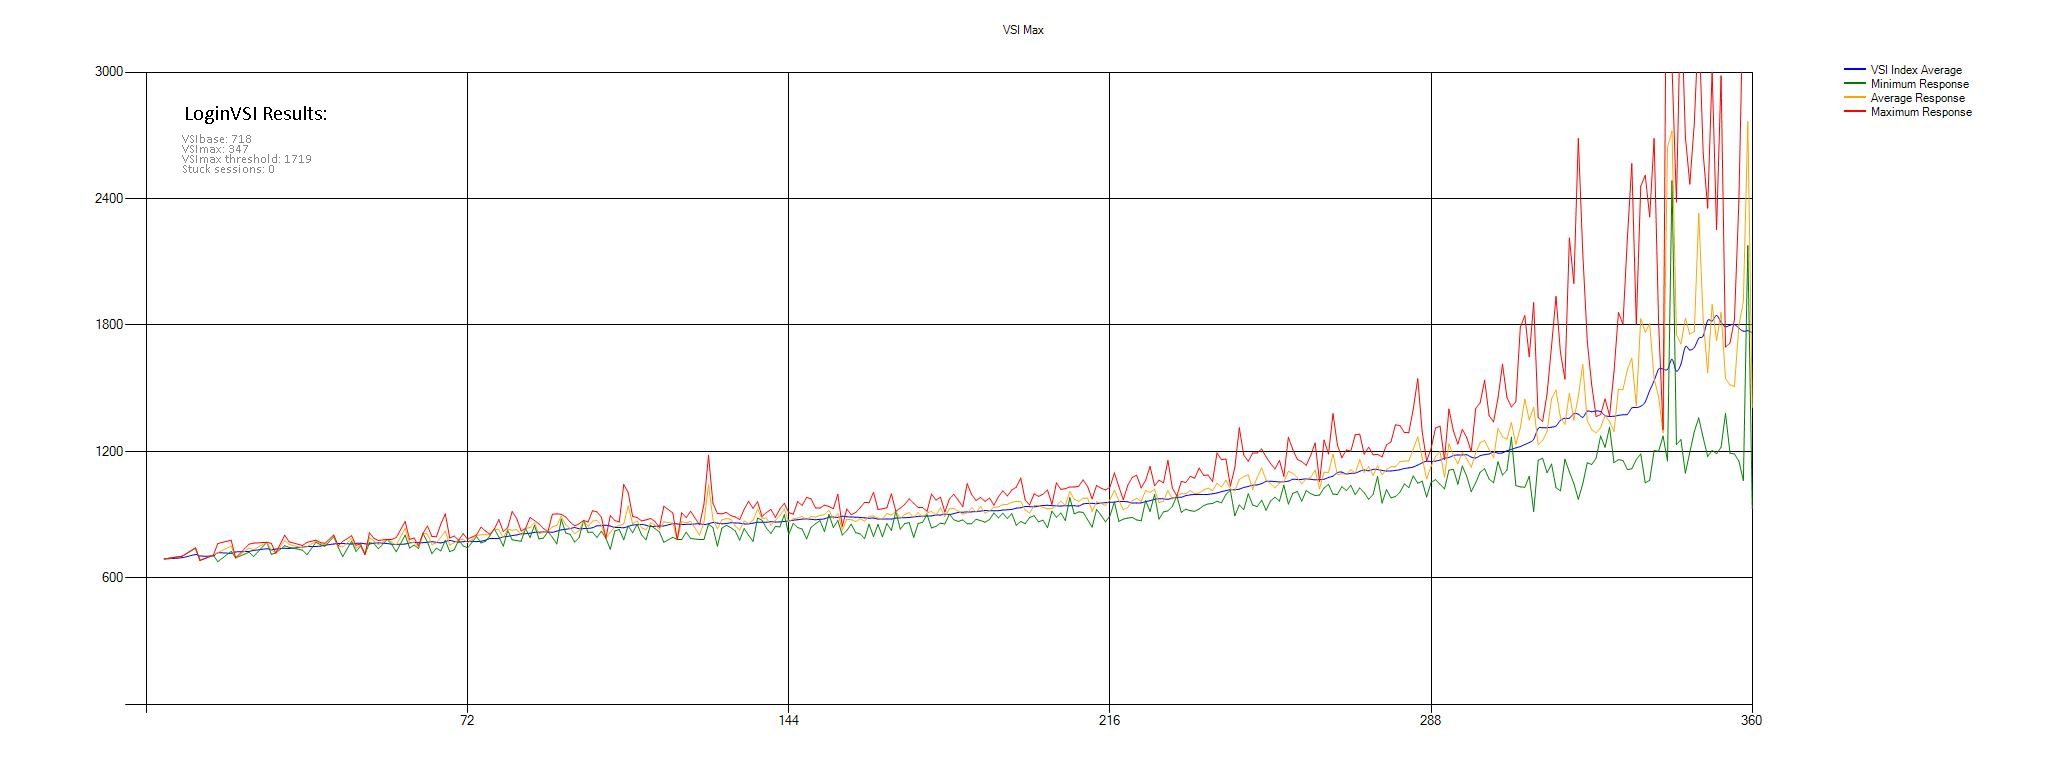 VSI Max
3000
2400
1800
1200
600
LoginVSI Results:
VSIbase: 718
VSImax: 347
VSImax threshold: 1719
Stuck sessions: 0
VSI Index Average
Minimum Response
Average Response
Maximum Response
72 144 216 288 360